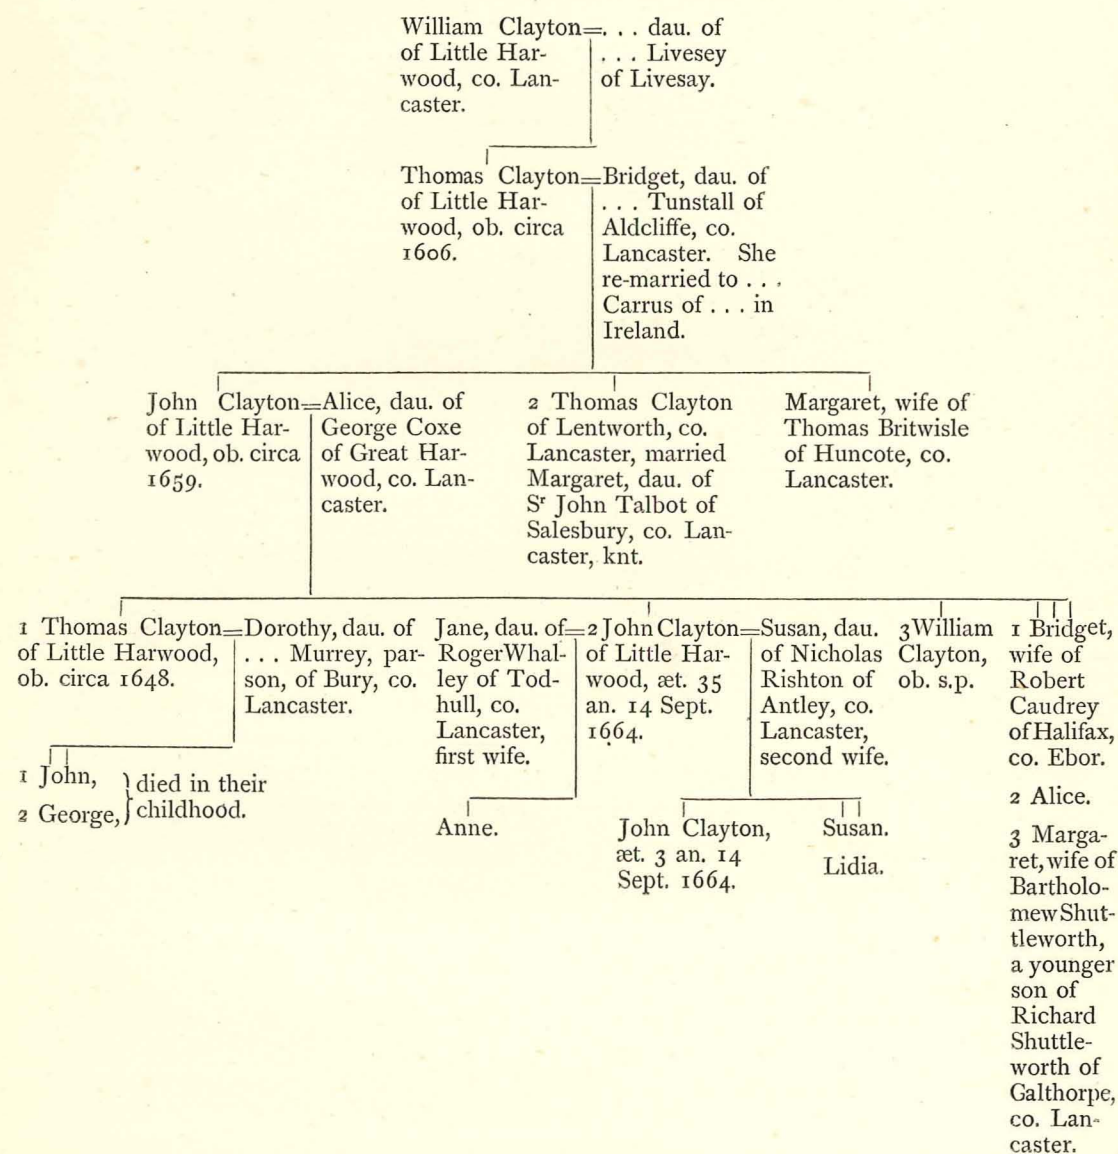 William Clayton=. . . dau. of
of Little Har-
wood, co. Lan-
caster.
. . . Livesey
of Livesay.
Thomas Clayton=Bridget, dau. of
of Little Har-
wood, ob. circa
1606.
. . . Tunstall of
Aldcliffe, co.
Lancaster. She
re-married to . . .
Carrus of . . . in
Ireland.
John Clayton=Alice, dau. of
of Little Har-
wood, ob. circa
1659.
George Coxe
of Great Har-
wood, co. Lan-
caster.
2 Thomas Clayton
of Lentworth, co.
Lancaster, married
Margaret, dau. of
Sr John Talbot of
Salesbury, co. Lan-
caster, knt.
Margaret, wife of
Thomas Britwisle
of Huncote, co.
Lancaster.
1 Thomas Clayton=Dorothy, dau. of
of Little Harwood,
ob. circa 1648.
. . . Murrey, par-
son, of Bury, co.
Lancaster.
Jane, dau. of=2 John Clayton=Susan, dau.
Roger Whal-
ley of Tod-
hull, co.
Lancaster,
first wife.
of Little Har-
wood, æt. 35
an. 14 Sept.
1664.
of Nicholas
Rishton of
Antley, co.
Lancaster,
second wife.
3 William
Clayton,
ob. s.p.
1 Bridget,
wife of
Robert
Caudrey
of Halifax,
co. Ebor.
2 Alice.
3 Marga-
ret, wife of
Bartholo-
mew Shut-
tleworth,
a younger
son of
Richard
Shuttle-
worth of
Galthorpe,
co. Lan-
caster.
1 John,
2 George,
died in their
childhood.
Anne.
John Clayton,
æt. 3 an. 14
Sept. 1664.
Susan.
Lidia.